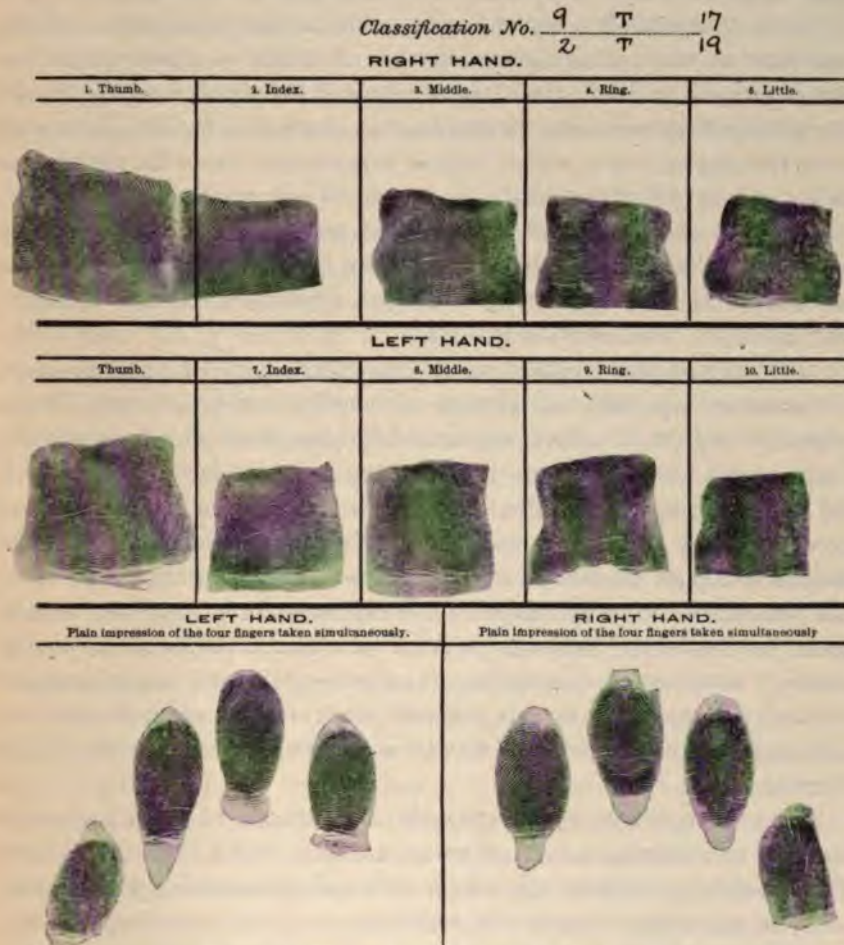 Classification No. 9 T 17
2 T 19
RIGHT HAND.
1. Thumb. 2. Index. 3. Middle. 4. Ring. 5. Little.
LEFT HAND.
Thumb. 7. Index. 8. Middle. 9. Ring. 10. Little.
LEFT HAND. RIGHT HAND.
Plain impression of the four fingers taken simultaneously. Plain impression of the four fingers taken simultaneously